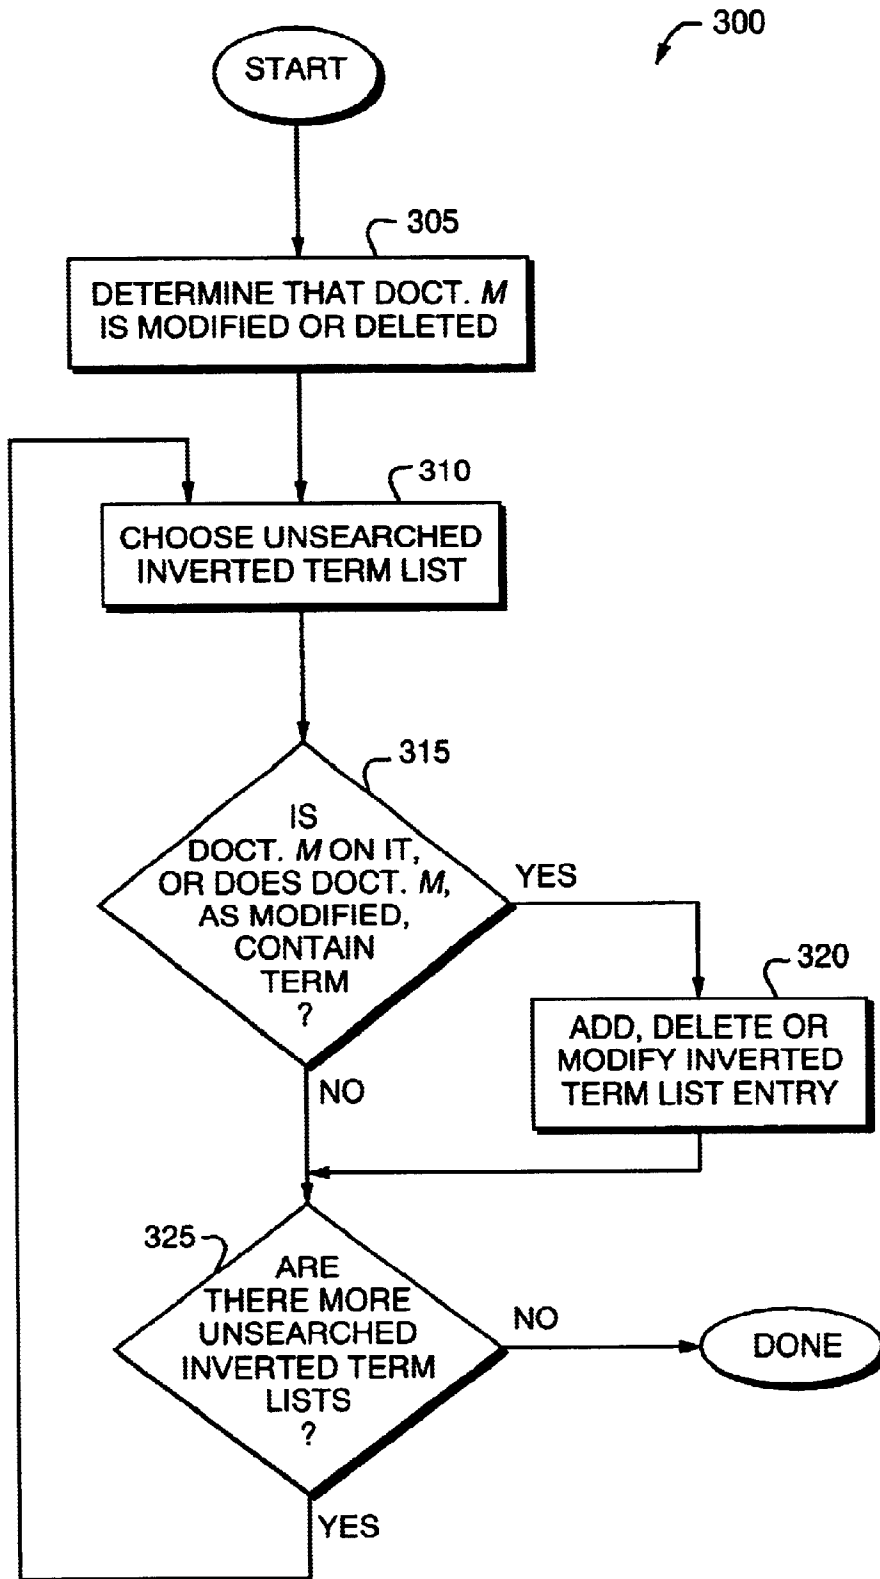 300
START
305
DETERMINE THAT DOCT. M
IS MODIFIED OR DELETED
310
CHOOSE UNSEARCHED
INVERTED TERM LIST
315
IS
DOCT. M ON IT,
OR DOES DOCT. M,
AS MODIFIED,
CONTAIN
TERM
?
YES
320
ADD, DELETE OR
MODIFY INVERTED
TERM LIST ENTRY
NO
325
ARE
THERE MORE
UNSEARCHED
INVERTED TERM
LISTS
?
NO
DONE
YES